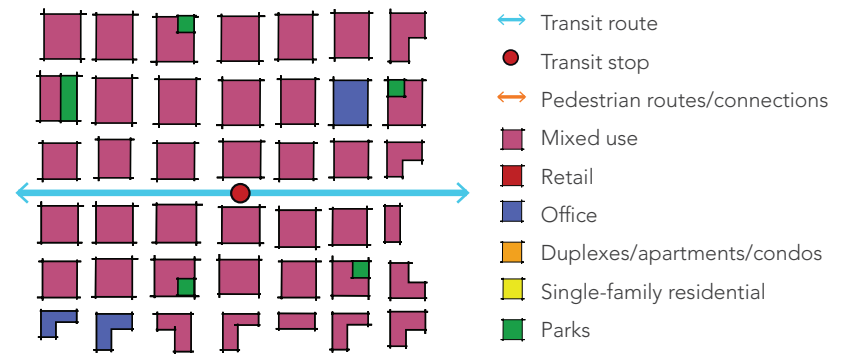 Transit route
Transit stop
Pedestrian routes/connections
Mixed use
Retail
Office
Duplexes/apartments/condos
Single-family residential
Parks